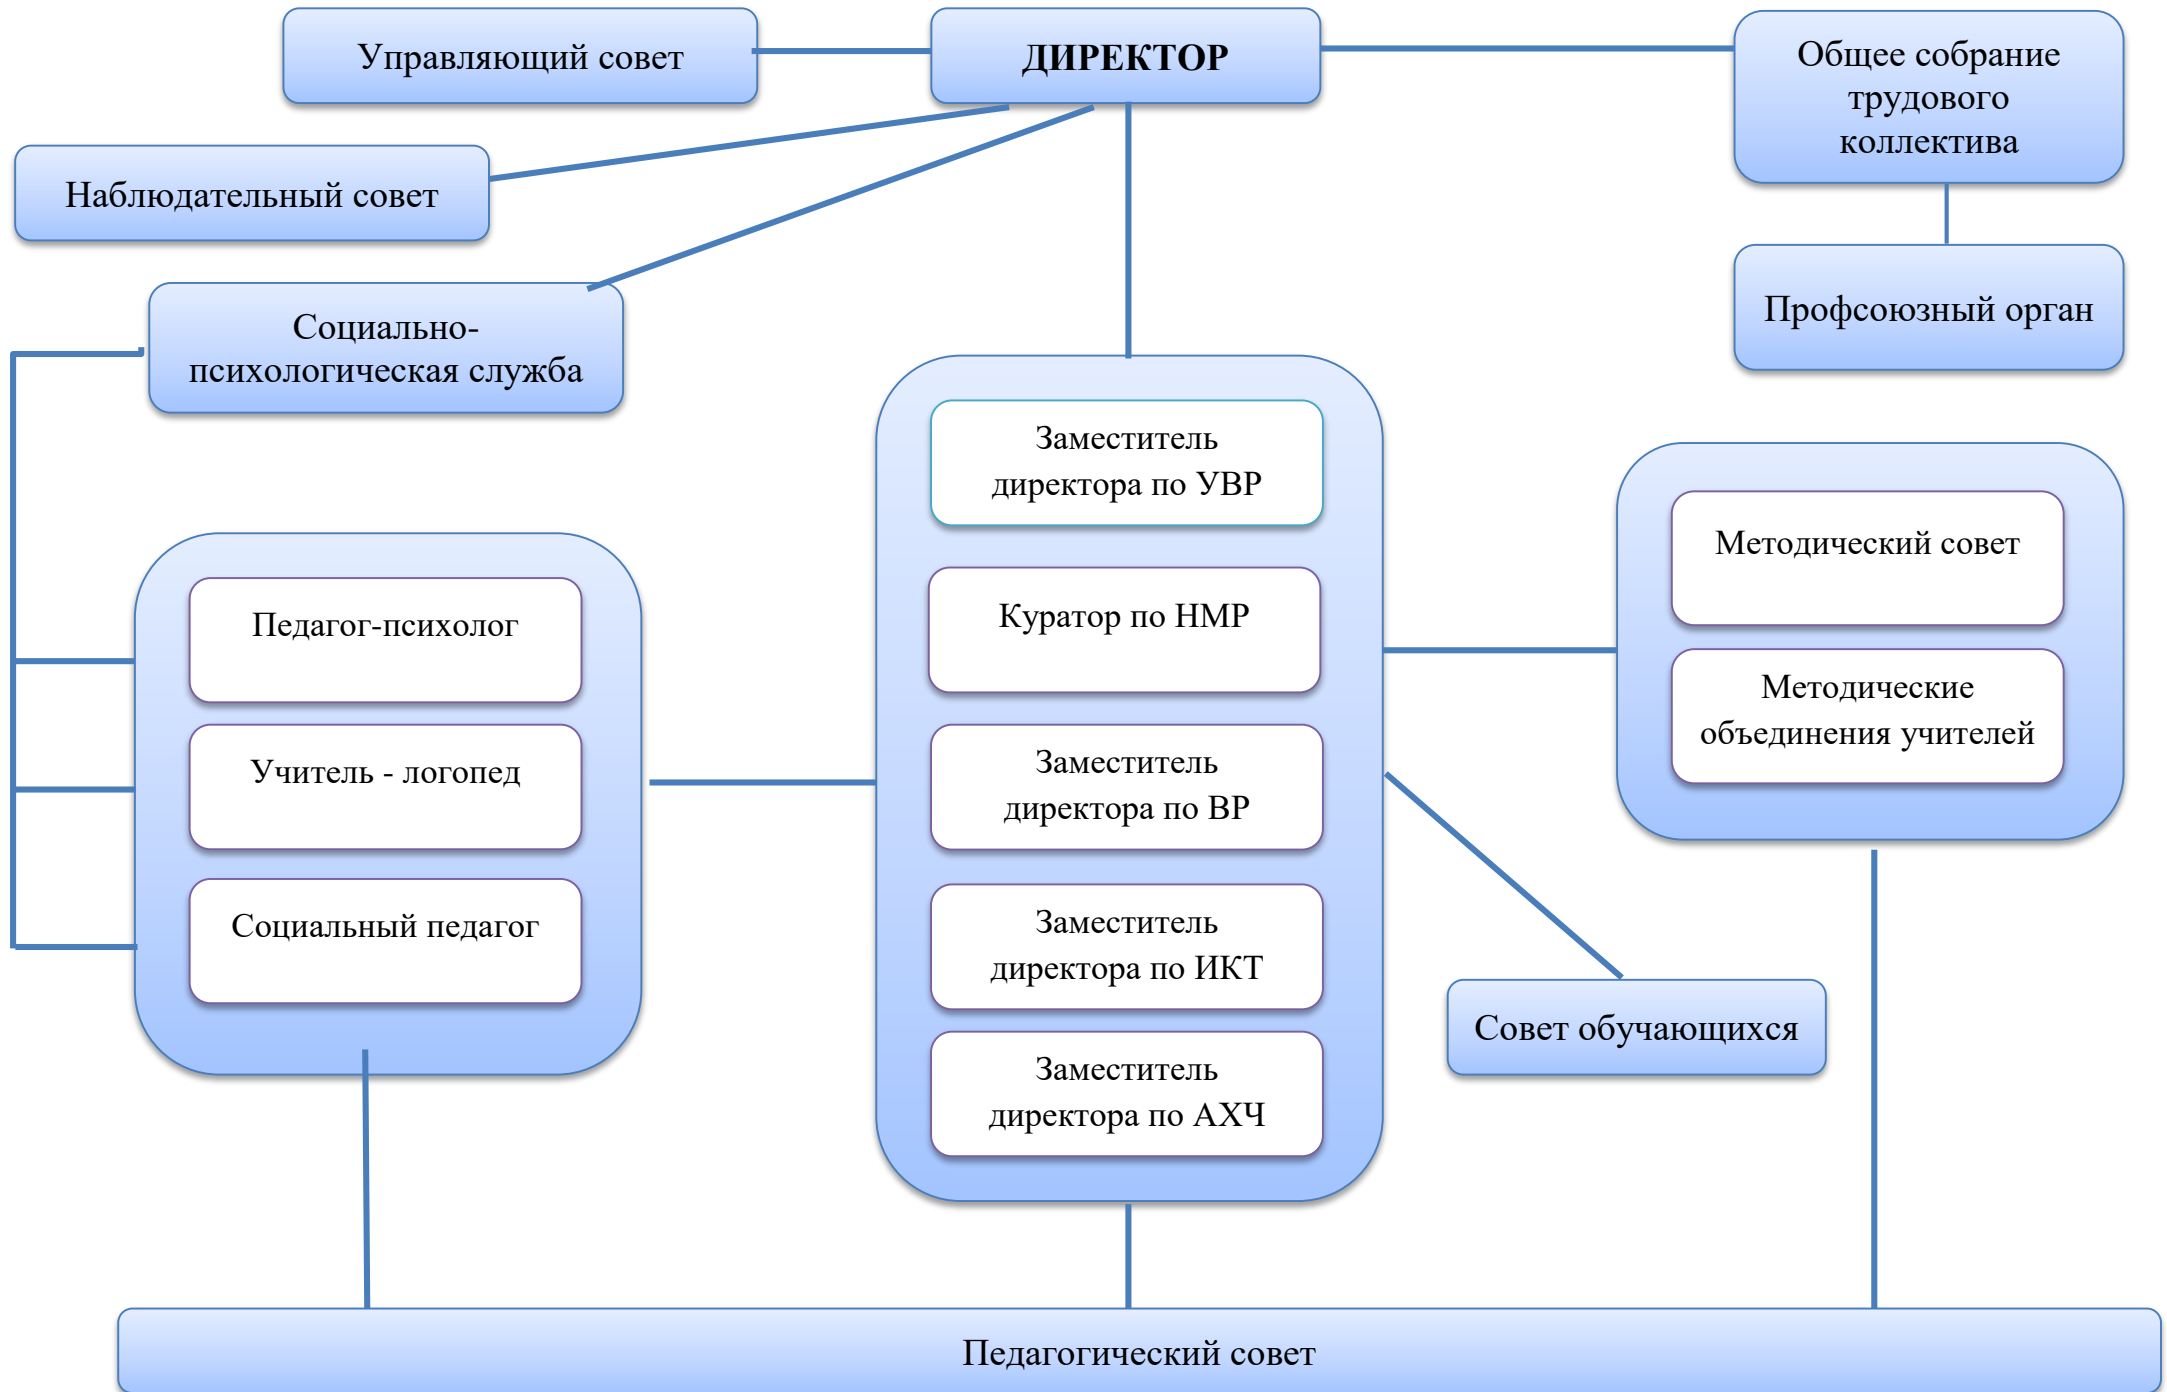 Управляющий совет
ДИРЕКТОР
Общее собрание
трудового
коллектива
Наблюдательный совет
Профсоюзный орган
Социально-
психологическая служба
Заместитель
директора по УВР
Методический совет
Педагог-психолог
Куратор по НМР
Методические
объединения учителей
Учитель - логопед
Заместитель
директора по ВР
Социальный педагог
Заместитель
директора по ИКТ
Совет обучающихся
Заместитель
директора по АХЧ
Педагогический совет